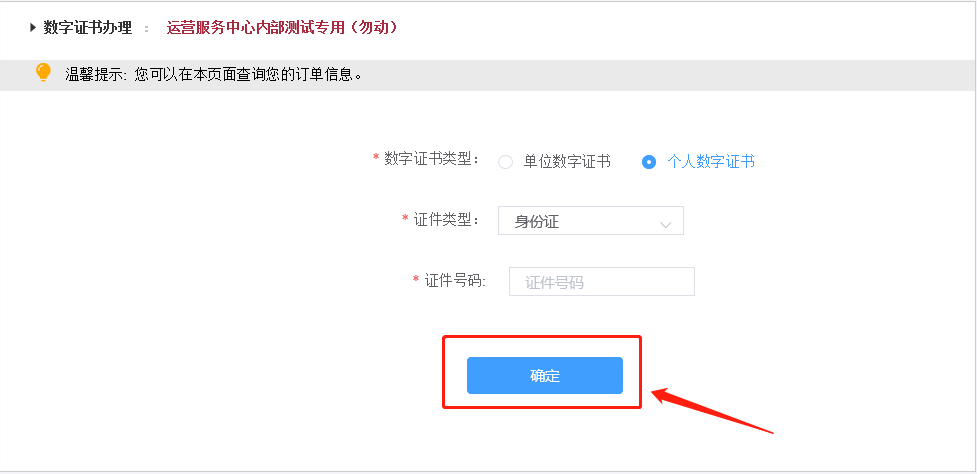 数字证书办理 : 运营服务中心内部测试专用（勿动）
温馨提示: 您可以在本页面查询您的订单信息。
* 数字证书类型: 单位数字证书 个人数字证书
* 证件类型: 身份证
* 证件号码: 证件号码
确定